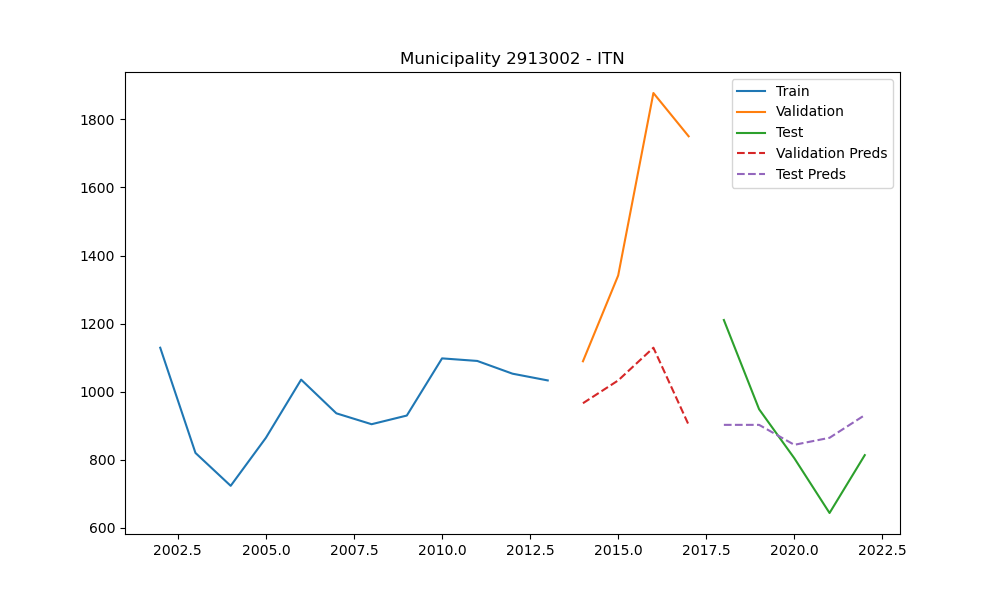 Municipality 2913002 - ITN
Train
Validation
Test
Validation Preds
Test Preds
1800
1600
1400
1200
1000
800
600
2002.5 2005.0 2007.5 2010.0 2012.5 2015.0 2017.5 2020.0 2022.5